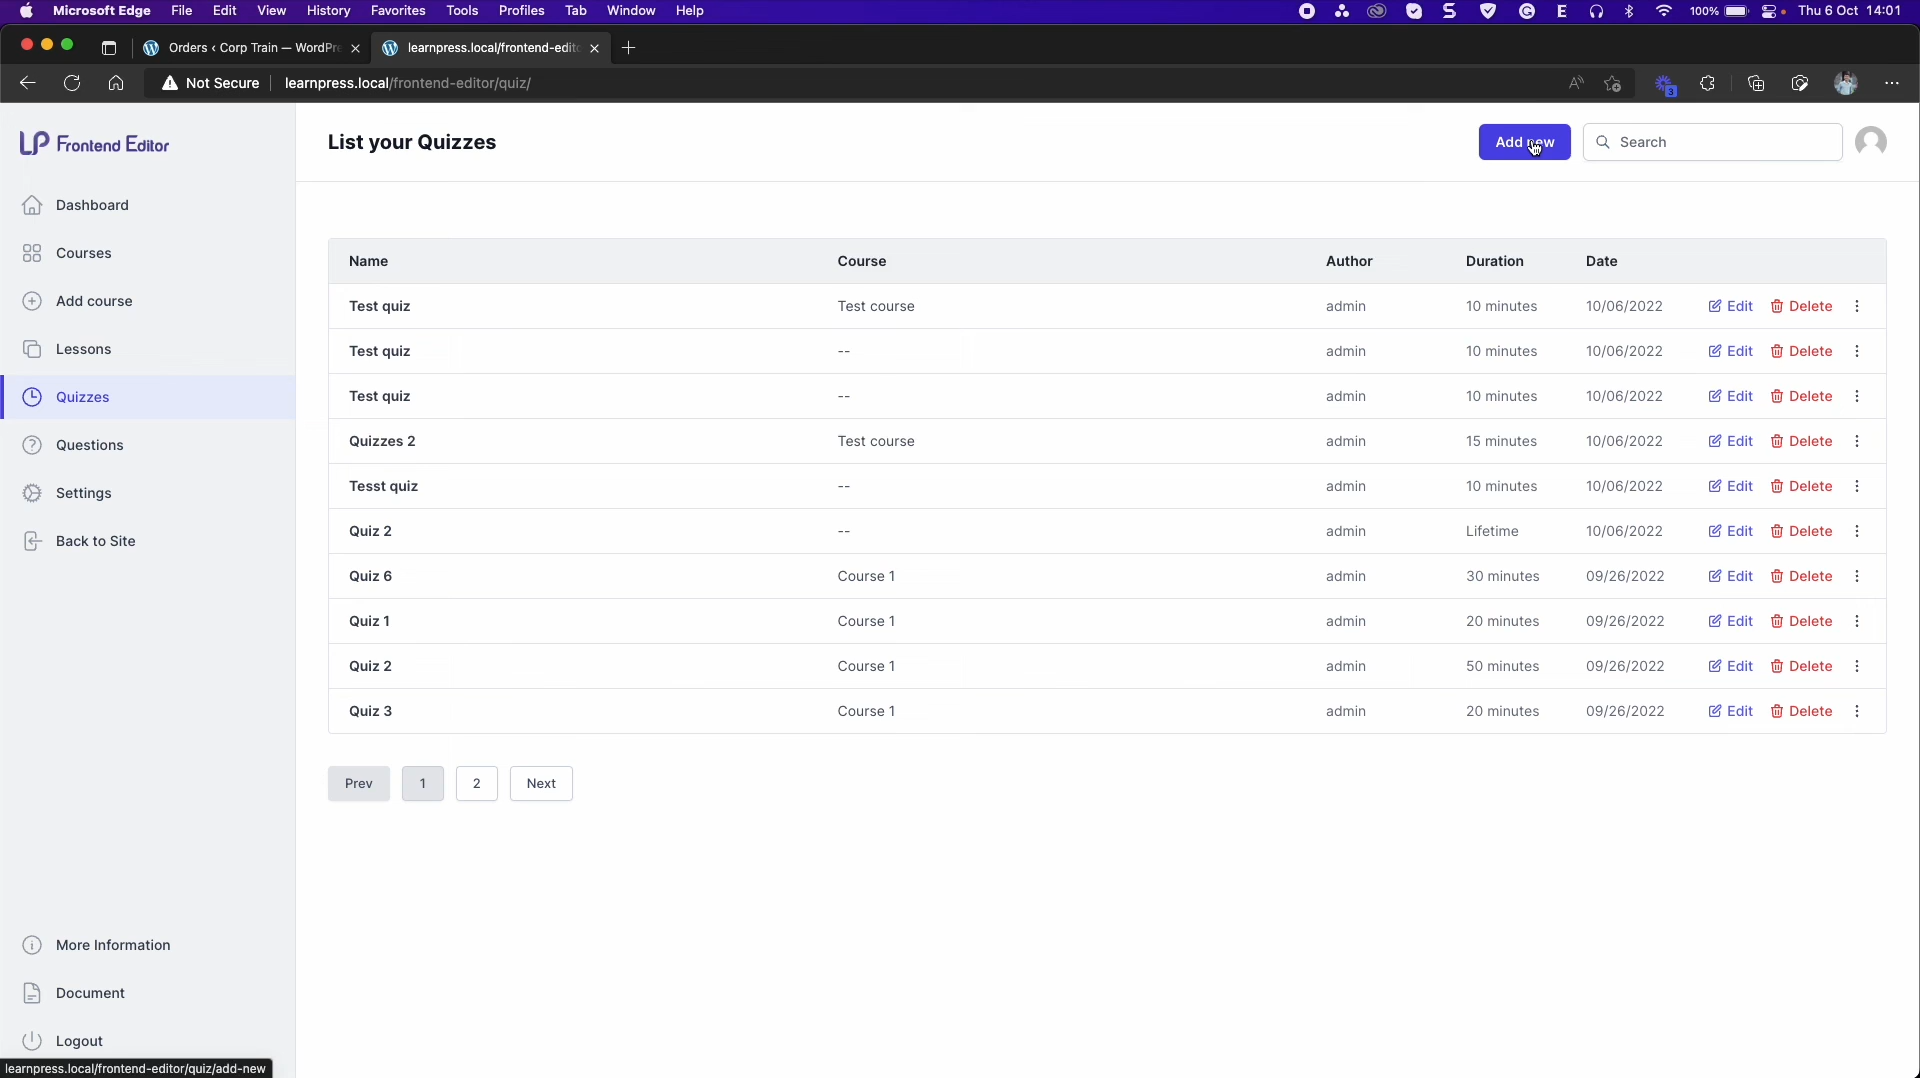 Microsoft Edge File Edit View History Favorites Tools Profiles Tab Window Help
100% Thu 6 Oct 14:01
Orders ‹ Corp Train — WordPre
learnpress.local/frontend-edito
Not Secure learnpress.local/frontend-editor/quiz/
3
LP Frontend Editor
Dashboard
Courses
Add course
Lessons
Quizzes
Questions
Settings
Back to Site
More Information
Document
Logout
learnpress.local/frontend-editor/quiz/add-new
List your Quizzes
Add new
Search
Name Course Author Duration Date
Test quiz Test course admin 10 minutes 10/06/2022 Edit Delete
Test quiz -- admin 10 minutes 10/06/2022 Edit Delete
Test quiz -- admin 10 minutes 10/06/2022 Edit Delete
Quizzes 2 Test course admin 15 minutes 10/06/2022 Edit Delete
Tesst quiz -- admin 10 minutes 10/06/2022 Edit Delete
Quiz 2 -- admin Lifetime 10/06/2022 Edit Delete
Quiz 6 Course 1 admin 30 minutes 09/26/2022 Edit Delete
Quiz 1 Course 1 admin 20 minutes 09/26/2022 Edit Delete
Quiz 2 Course 1 admin 50 minutes 09/26/2022 Edit Delete
Quiz 3 Course 1 admin 20 minutes 09/26/2022 Edit Delete
Prev 1 2 Next